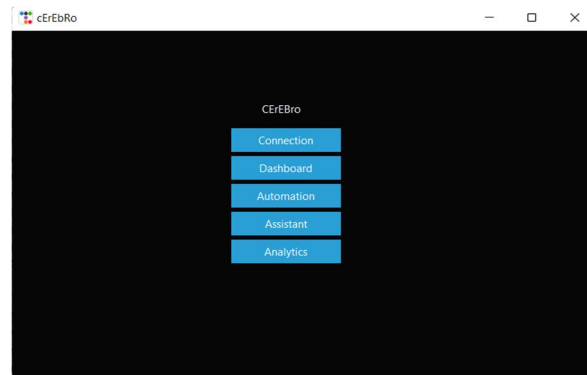 cErEbRo
CErEBro
Connection
Dashboard
Automation
Assistant
Analytics